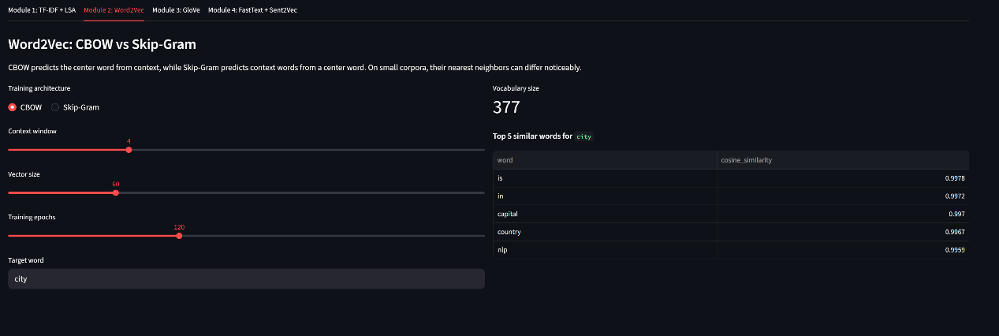 Module 1: TF-IDF + LSA Module 2: Word2Vec Module 3: GloVe Module 4: FastText + Sent2Vec
Word2Vec: CBOW vs Skip-Gram
CBOW predicts the center word from context, while Skip-Gram predicts context words from a center word. On small corpora, their nearest neighbors can differ noticeably.
Training architecture
CBOW Skip-Gram
Context window
4
Vector size
60
Training epochs
120
Target word
city
Vocabulary size
377
Top 5 similar words for city
word cosine_similarity
is 0.9978
in 0.9972
capital 0.997
country 0.9967
nlp 0.9959